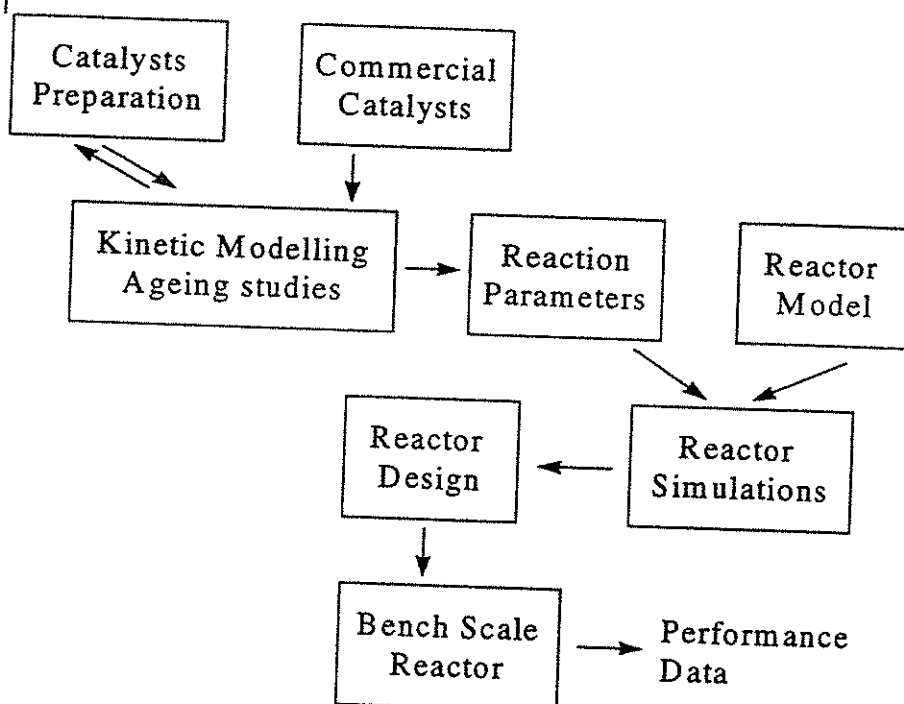 Catalysts
Preparation
Commercial
Catalysts
Kinetic Modelling
Ageing studies
Reaction
Parameters
Reactor
Model
Reactor
Design
Reactor
Simulations
Bench Scale
Reactor
Performance
Data